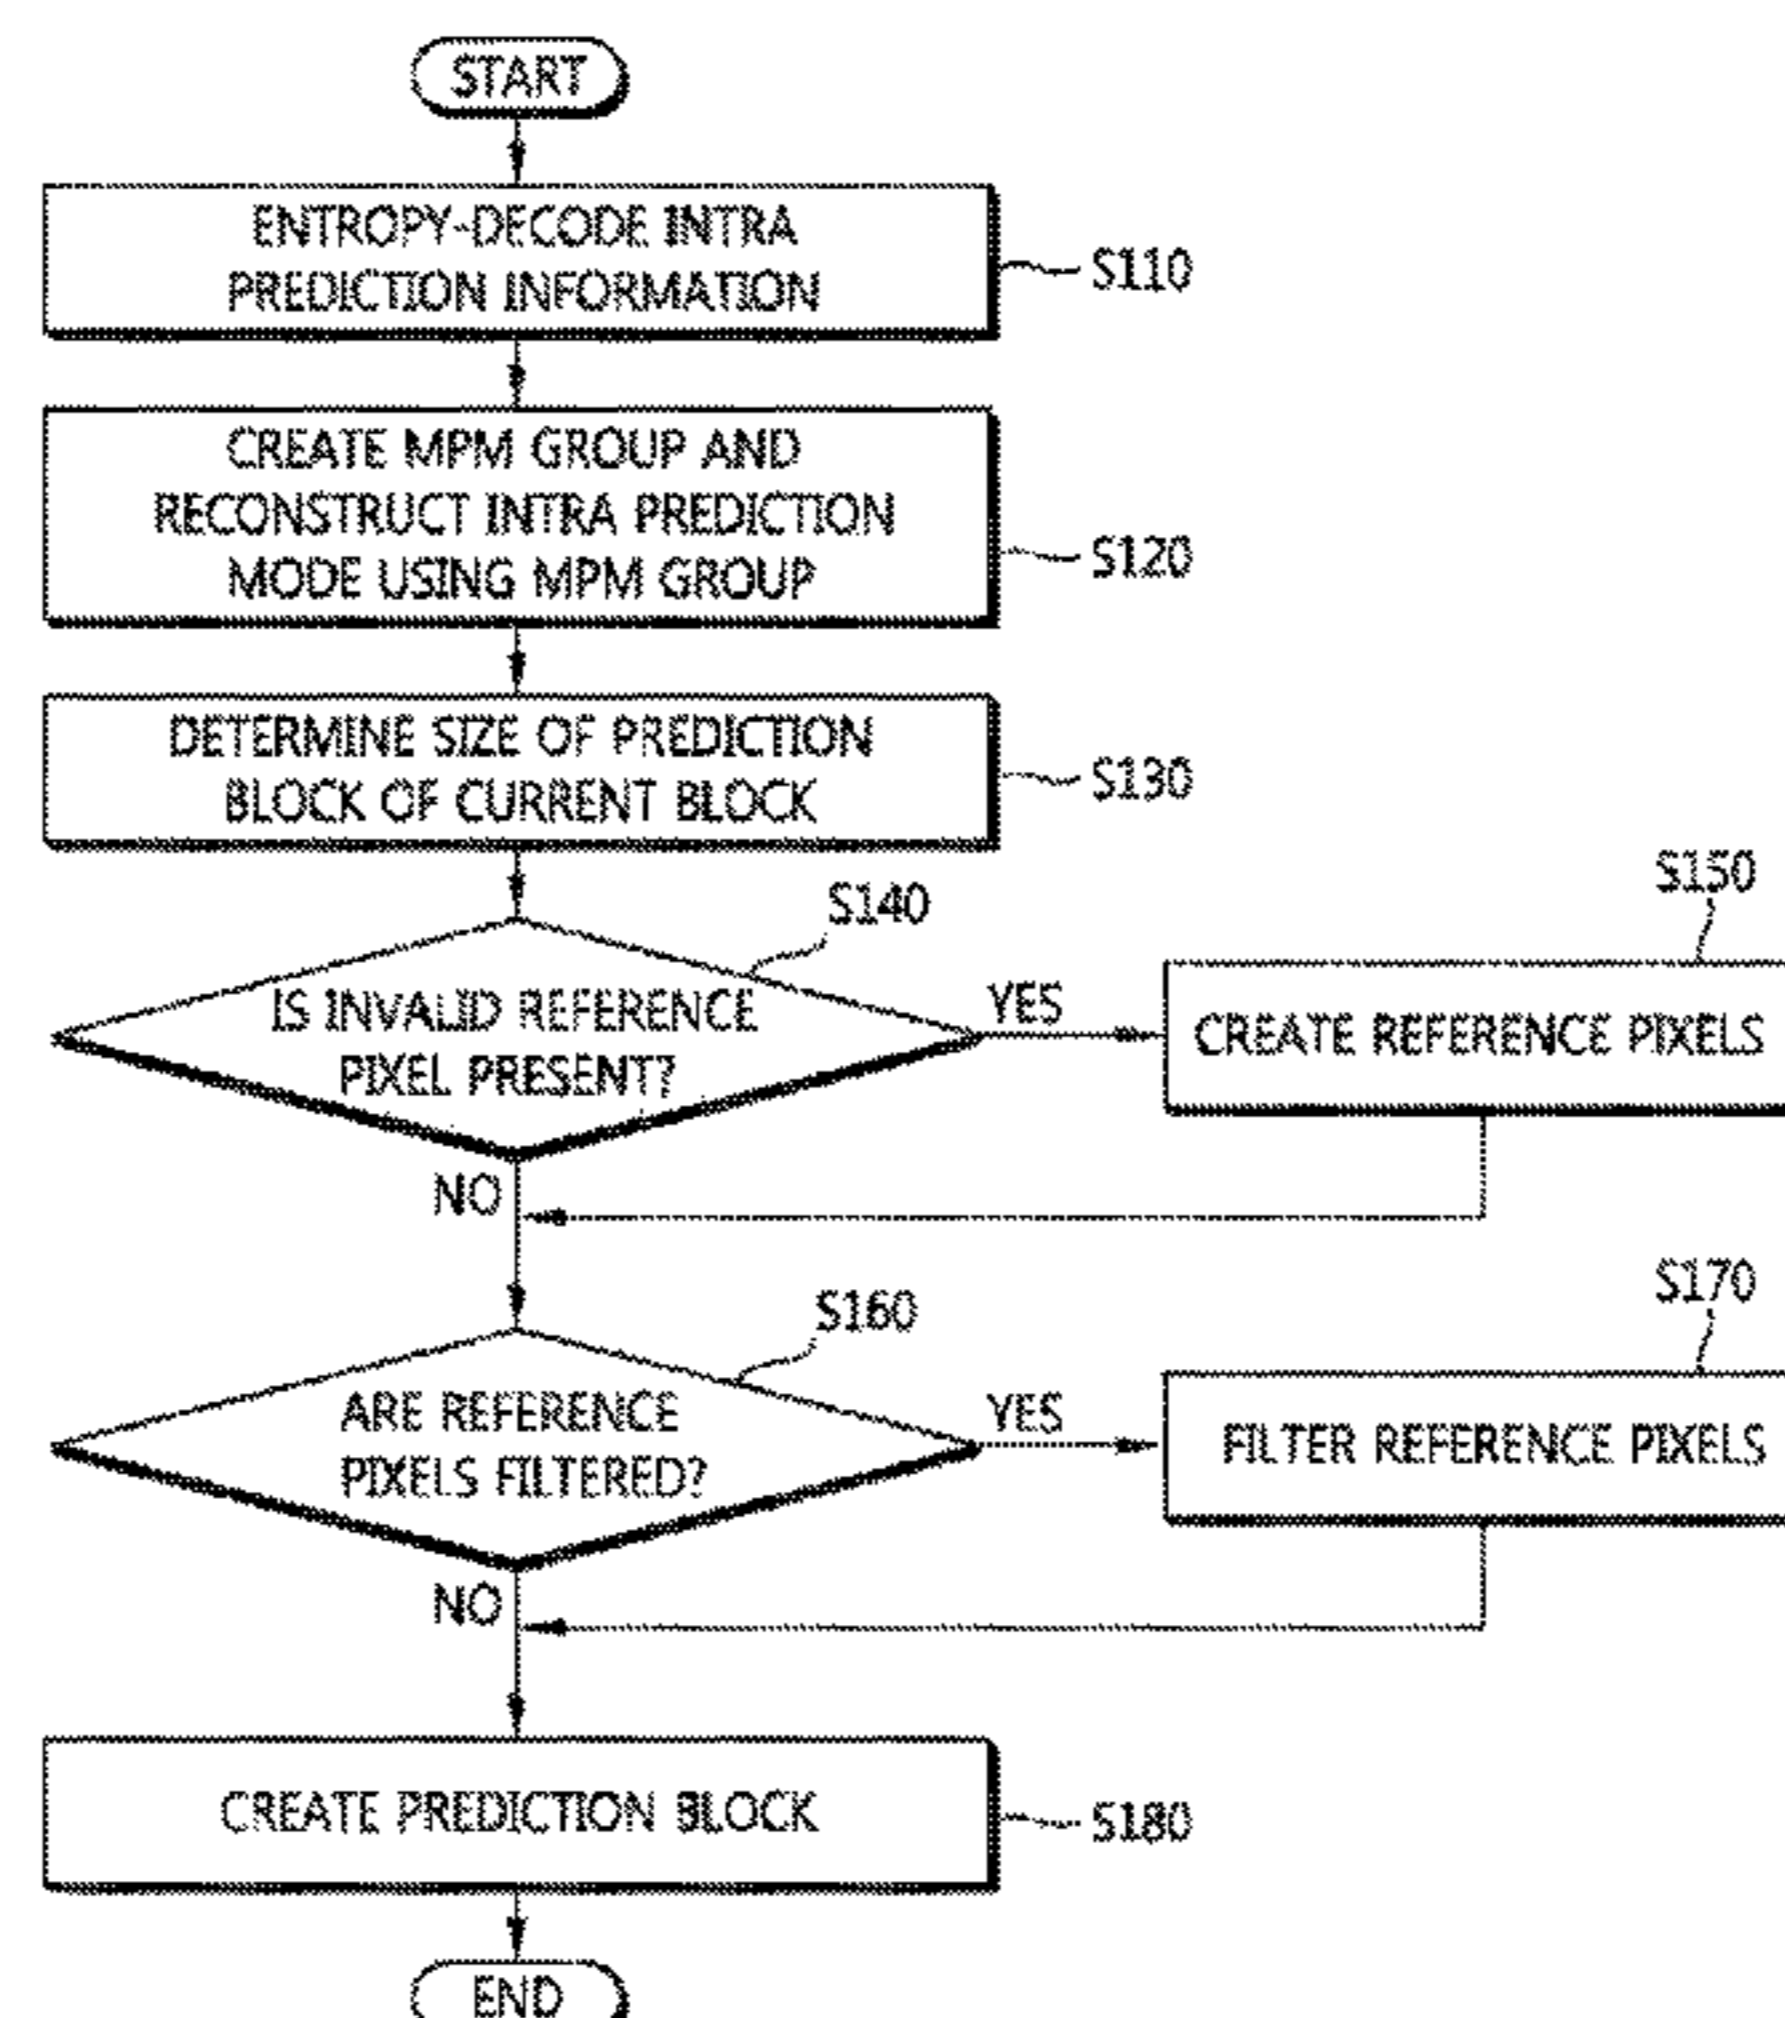 START
ENTROPY-DECODE INTRA
PREDICTION INFORMATION
S110
CREATE MPM GROUP AND
RECONSTRUCT INTRA PREDICTION
MODE USING MPM GROUP
S120
DETERMINE SIZE OF PREDICTION
BLOCK OF CURRENT BLOCK
S130
S140
IS INVALID REFERENCE
PIXEL PRESENT?
YES
S150
CREATE REFERENCE PIXELS
NO
S160
ARE REFERENCE
PIXELS FILTERED?
YES
S170
FILTER REFERENCE PIXELS
NO
CREATE PREDICTION BLOCK
S180
END